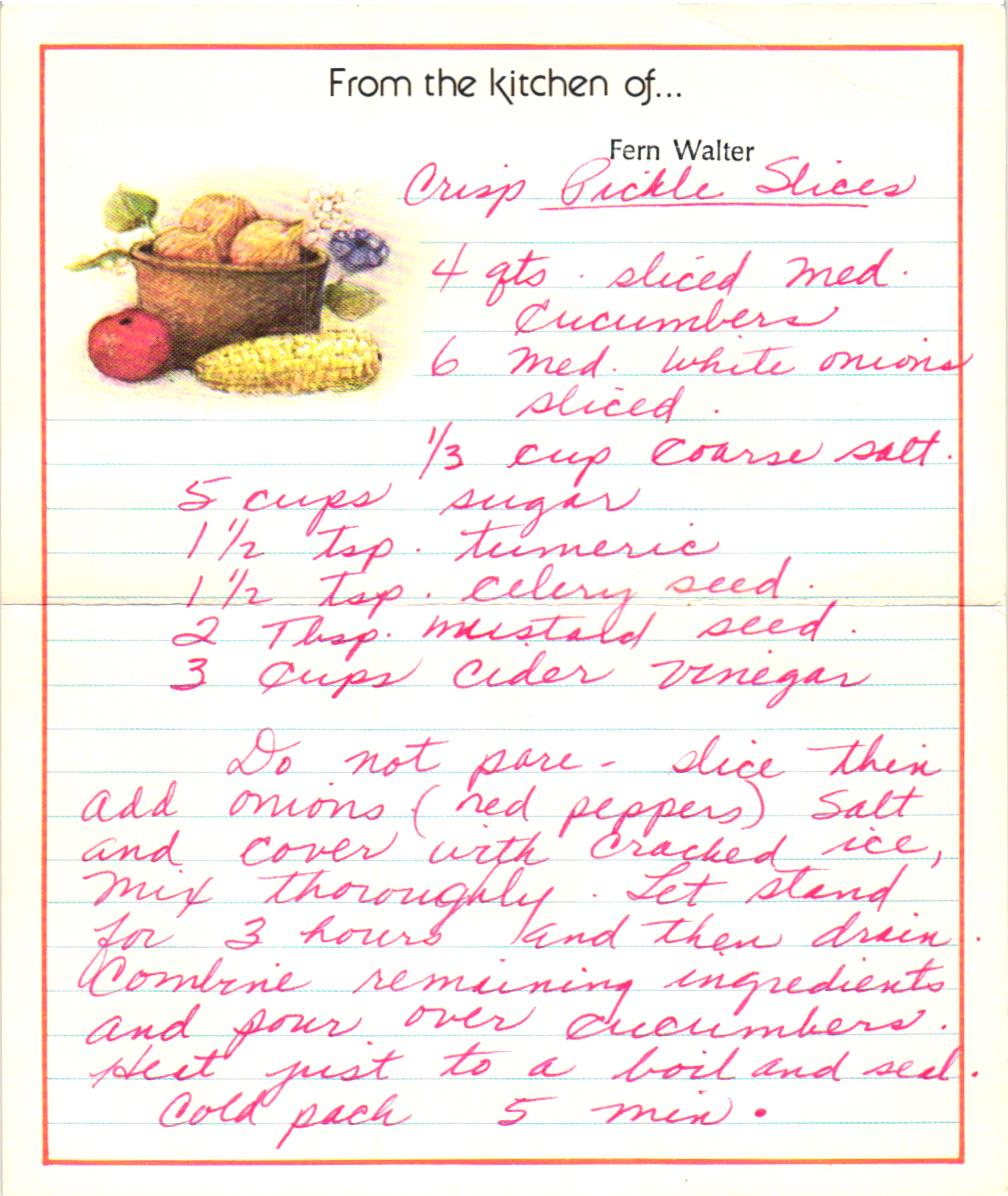 From the kitchen of...
Fern Walter
Crisp Pickle Slices
4 qts. sliced med.
cucumbers
6 med. white onions
sliced.
1/3 cup coarse salt.
5 cups sugar
1 1/2 tsp. tumeric
1 1/2 tsp. celery seed.
2 Tbsp. mustard seed.
3 cups cider vinegar
Do not pare - slice thin
add onions (red peppers) salt
and cover with cracked ice,
mix thoroughly. Let stand
for 3 hours and then drain.
Combine remaining ingredients
and pour over cucumbers.
Heat just to a boil and seal.
Cold pack 5 min.